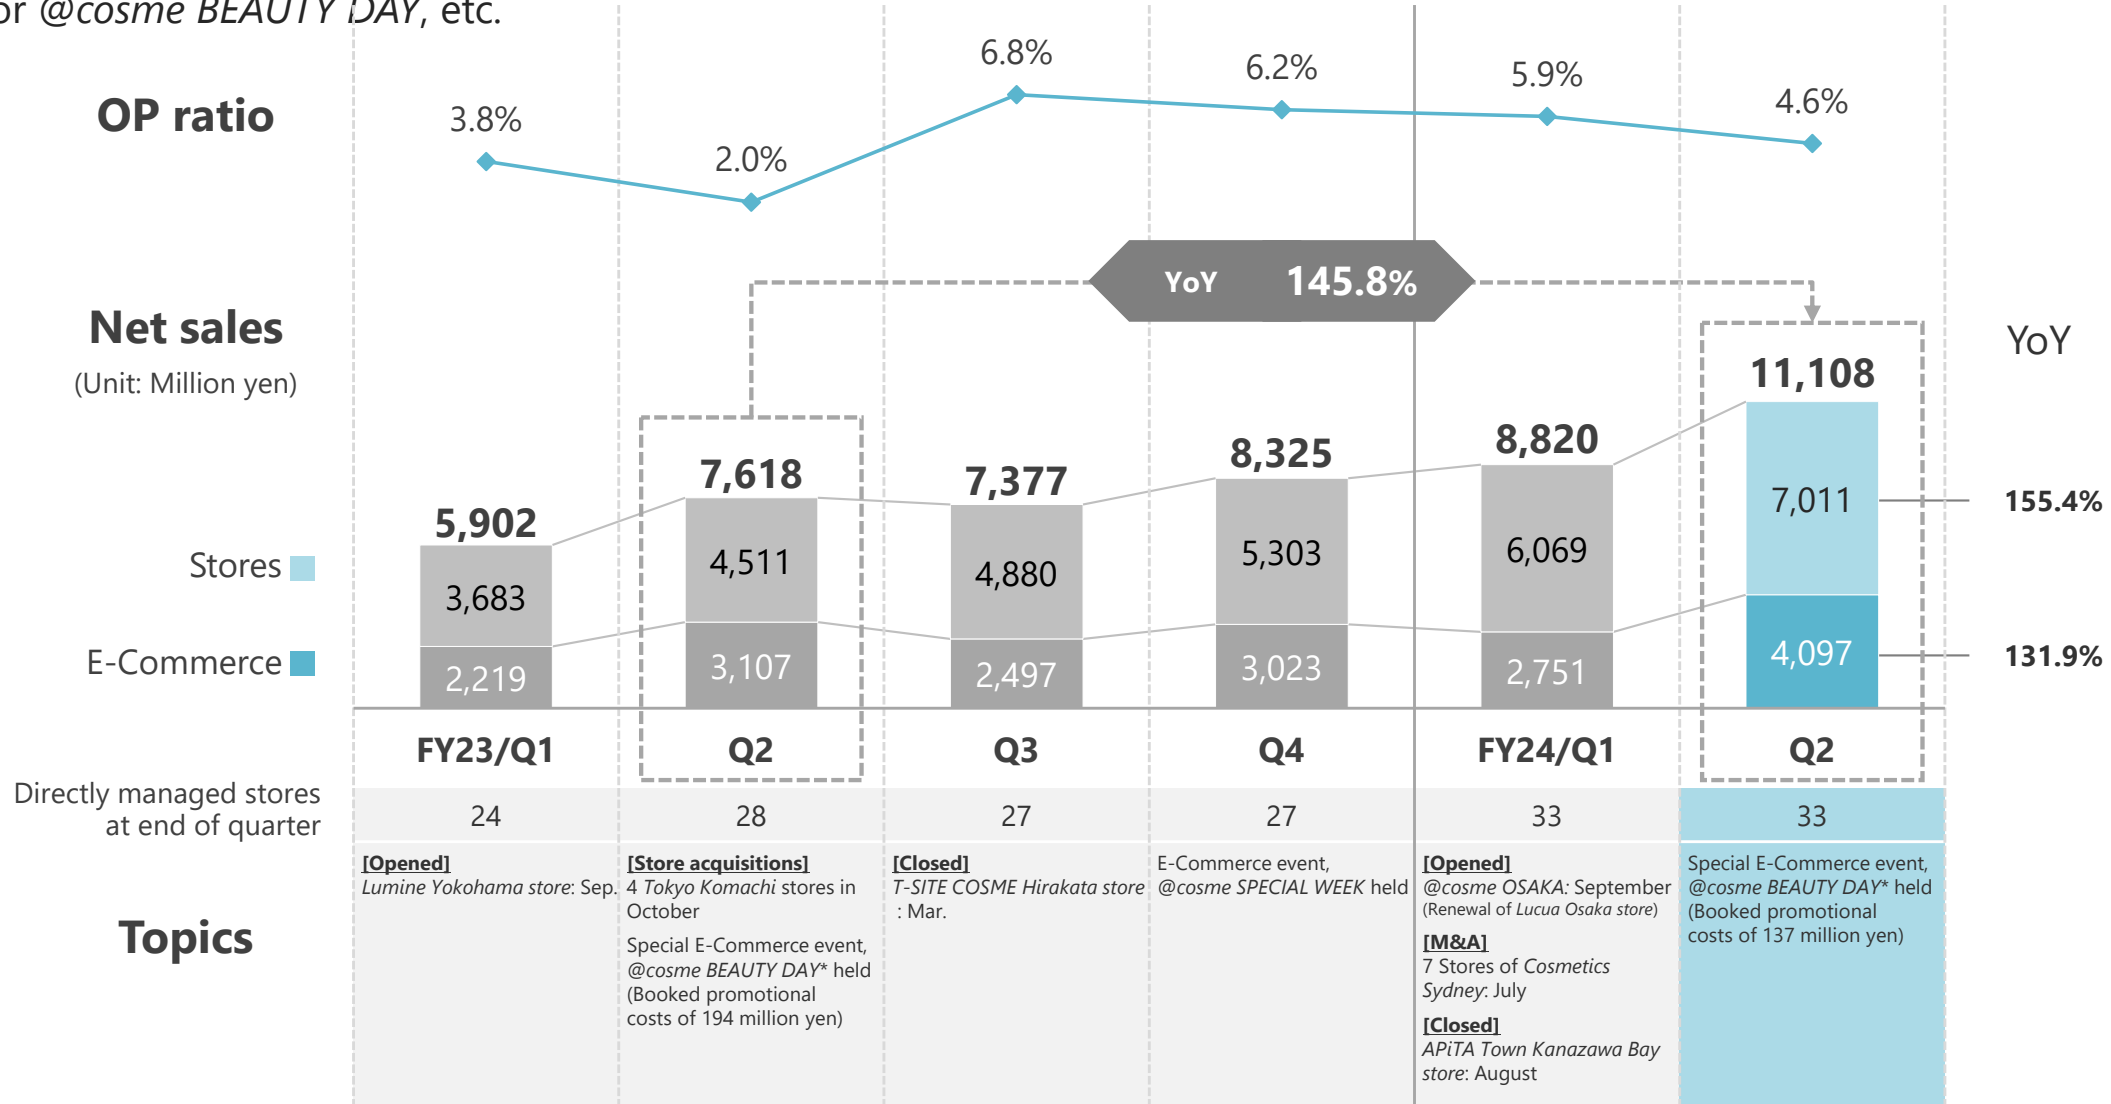 or @cosme BEAUTY DAY, etc.
OP ratio
3.8%
2.0%
6.8%
6.2%
5.9%
4.6%
YoY 145.8%
Net sales
(Unit: Million yen)
YoY
5,902
7,618
7,377
8,325
8,820
11,108
Stores
3,683
4,511
4,880
5,303
6,069
7,011
155.4%
E-Commerce
2,219
3,107
2,497
3,023
2,751
4,097
131.9%
FY23/Q1
Q2
Q3
Q4
FY24/Q1
Q2
Directly managed stores
at end of quarter
24
28
27
27
33
33
Topics
[Opened]
Lumine Yokohama store: Sep.
[Store acquisitions]
4 Tokyo Komachi stores in
October
Special E-Commerce event,
@cosme BEAUTY DAY* held
(Booked promotional
costs of 194 million yen)
[Closed]
T-SITE COSME Hirakata store
: Mar.
E-Commerce event,
@cosme SPECIAL WEEK held
[Opened]
@cosme OSAKA: September
(Renewal of Lucua Osaka store)
[M&A]
7 Stores of Cosmetics
Sydney: July
[Closed]
APiTA Town Kanazawa Bay
store: August
Special E-Commerce event,
@cosme BEAUTY DAY* held
(Booked promotional
costs of 137 million yen)